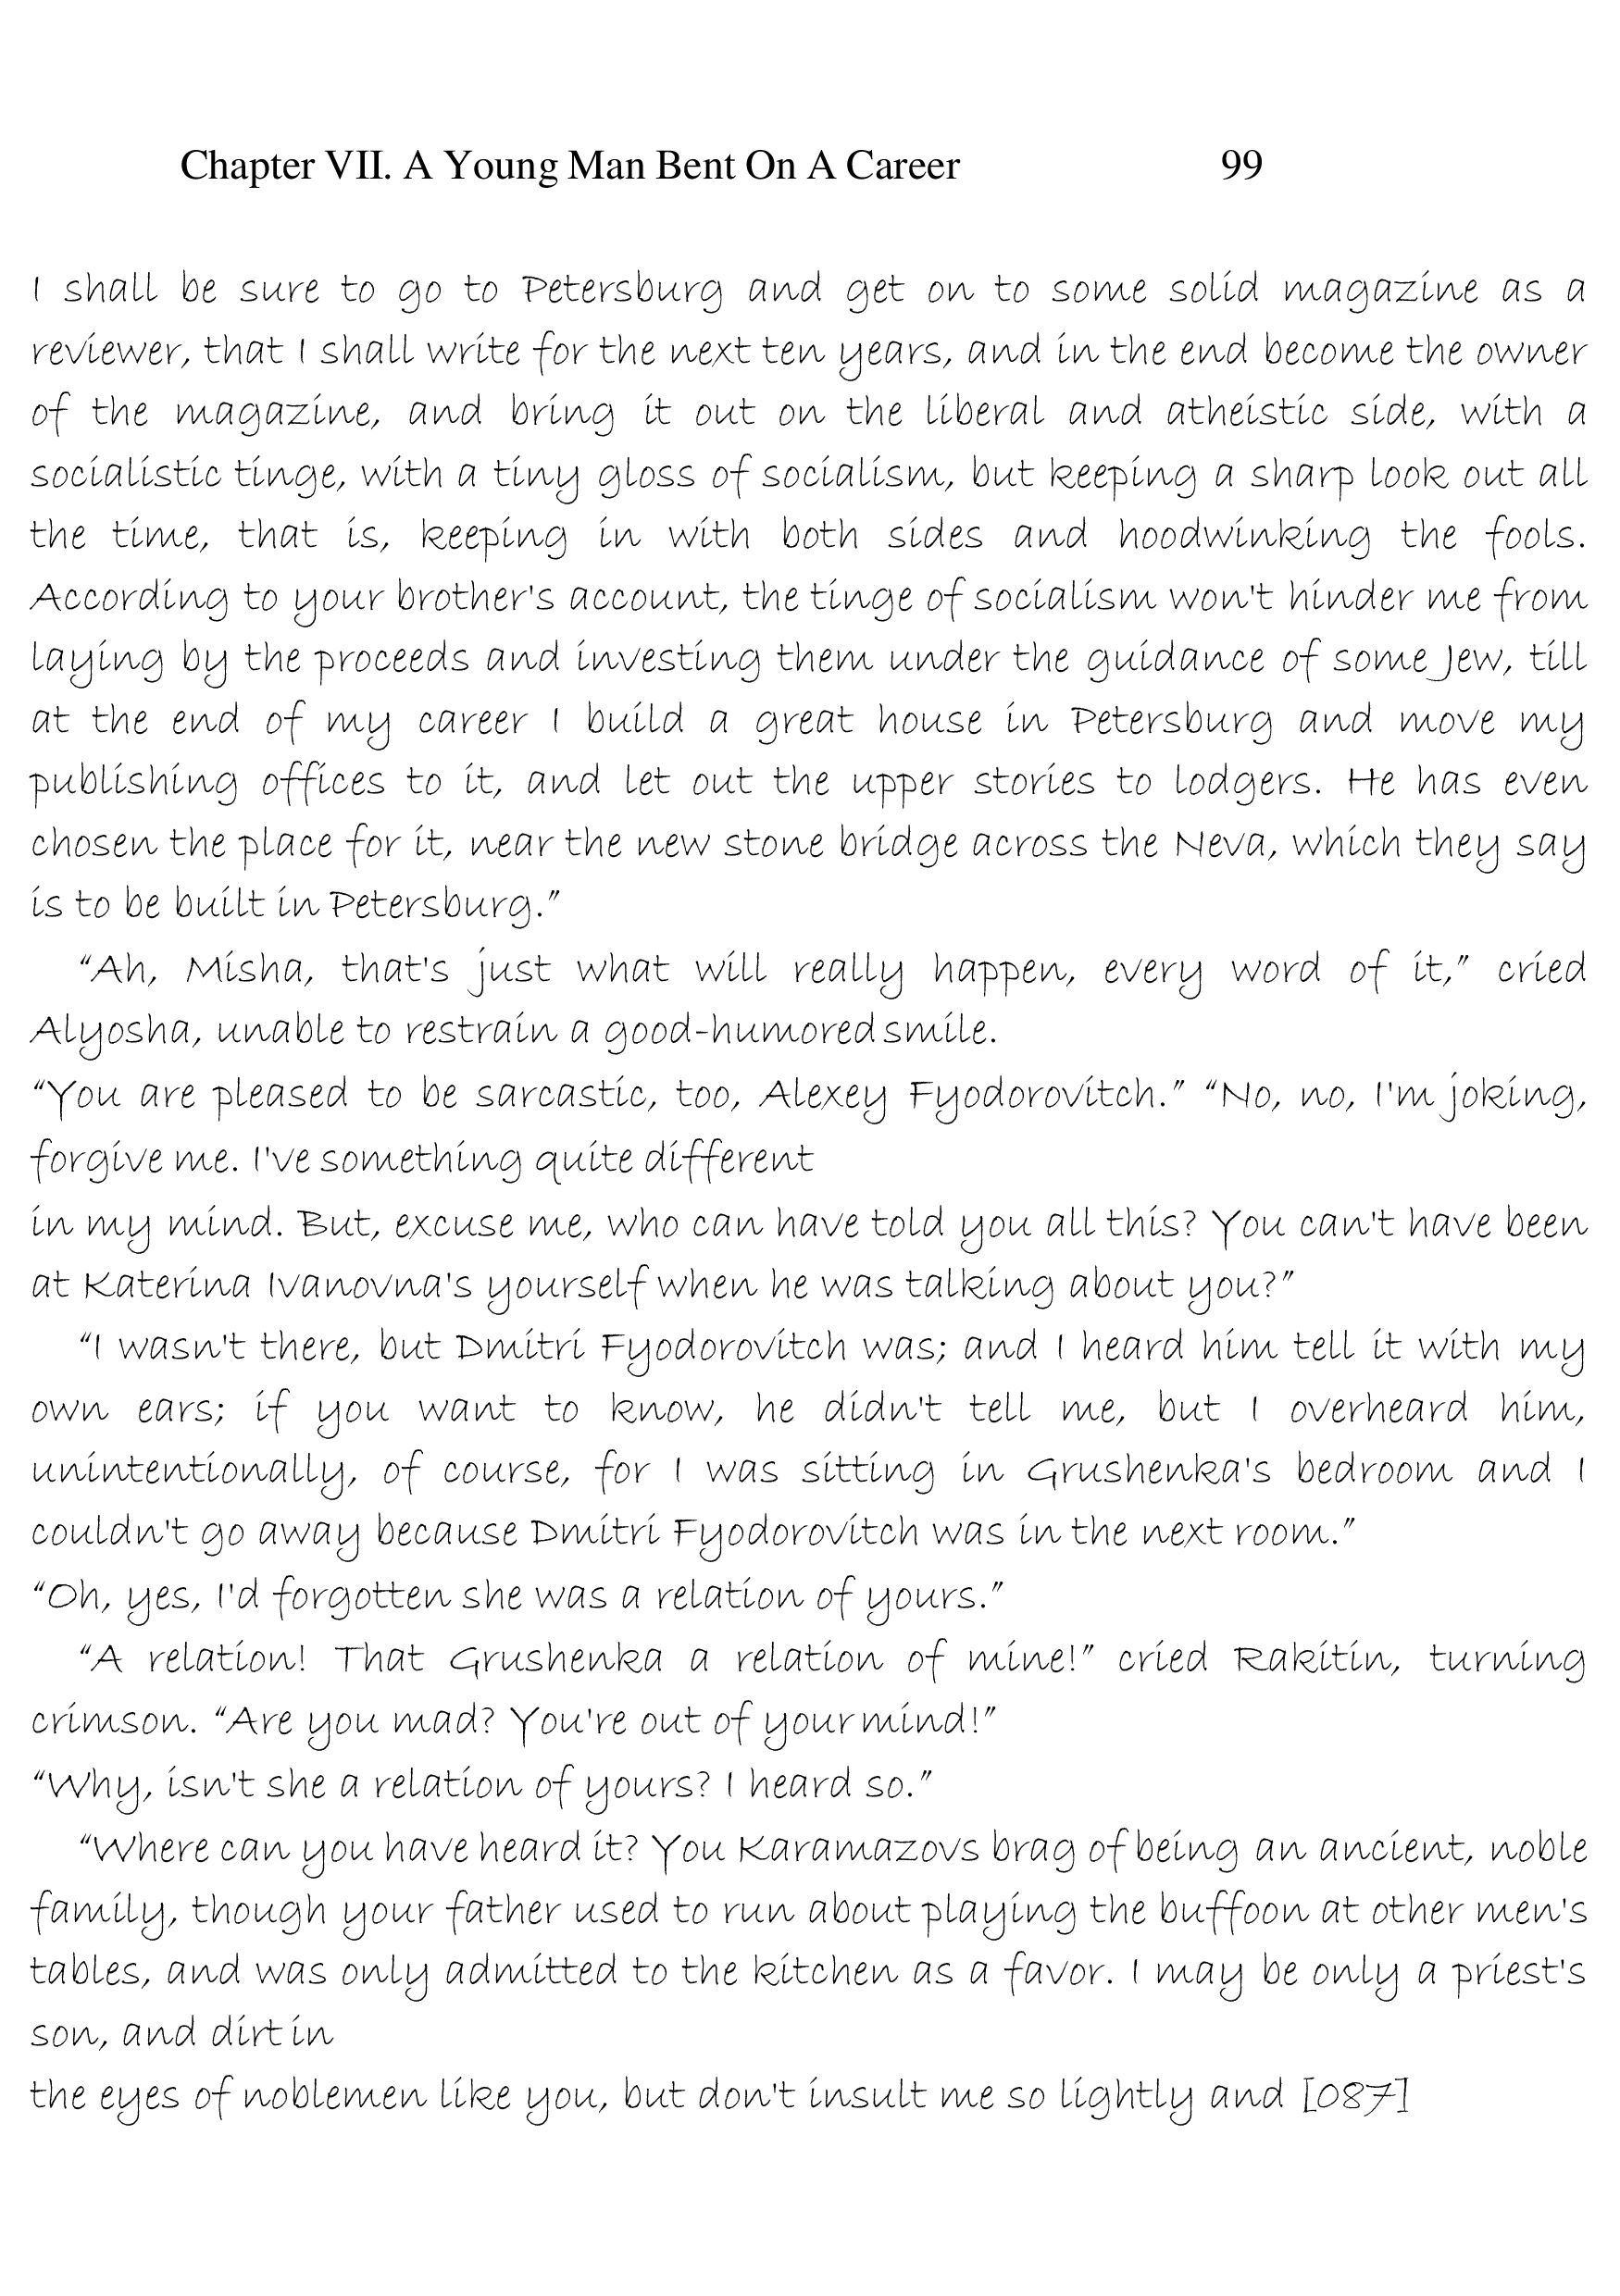 Chapter VII. A Young Man Bent On A Career 99
I shall be sure to go to Petersburg and get on to some solid magazine as a
reviewer, that I shall write for the next ten years, and in the end become the owner
of the magazine, and bring it out on the liberal and atheistic side, with a
socialistic tinge, with a tiny gloss of socialism, but keeping a sharp look out all
the time, that is, keeping in with both sides and hoodwinking the fools.
According to your brother's account, the tinge of socialism won't hinder me from
laying by the proceeds and investing them under the guidance of some Jew, till
at the end of my career I build a great house in Petersburg and move my
publishing offices to it, and let out the upper stories to lodgers. He has even
chosen the place for it, near the new stone bridge across the Neva, which they say
is to be built in Petersburg.”
“Ah, Misha, that's just what will really happen, every word of it,” cried
Alyosha, unable to restrain a good-humored smile.
“You are pleased to be sarcastic, too, Alexey Fyodorovitch.” “No, no, I'm joking,
forgive me. I've something quite different
in my mind. But, excuse me, who can have told you all this? You can't have been
at Katerina Ivanovna's yourself when he was talking about you?”
“I wasn't there, but Dmitri Fyodorovitch was; and I heard him tell it with my
own ears; if you want to know, he didn't tell me, but I overheard him,
unintentionally, of course, for I was sitting in Grushenka's bedroom and I
couldn't go away because Dmitri Fyodorovitch was in the next room.”
“Oh, yes, I'd forgotten she was a relation of yours.”
“A relation! That Grushenka a relation of mine!” cried Rakitin, turning
crimson. “Are you mad? You're out of your mind!”
“Why, isn't she a relation of yours? I heard so.”
“Where can you have heard it? You Karamazovs brag of being an ancient, noble
family, though your father used to run about playing the buffoon at other men's
tables, and was only admitted to the kitchen as a favor. I may be only a priest's
son, and dirt in
the eyes of noblemen like you, but don't insult me so lightly and [087]